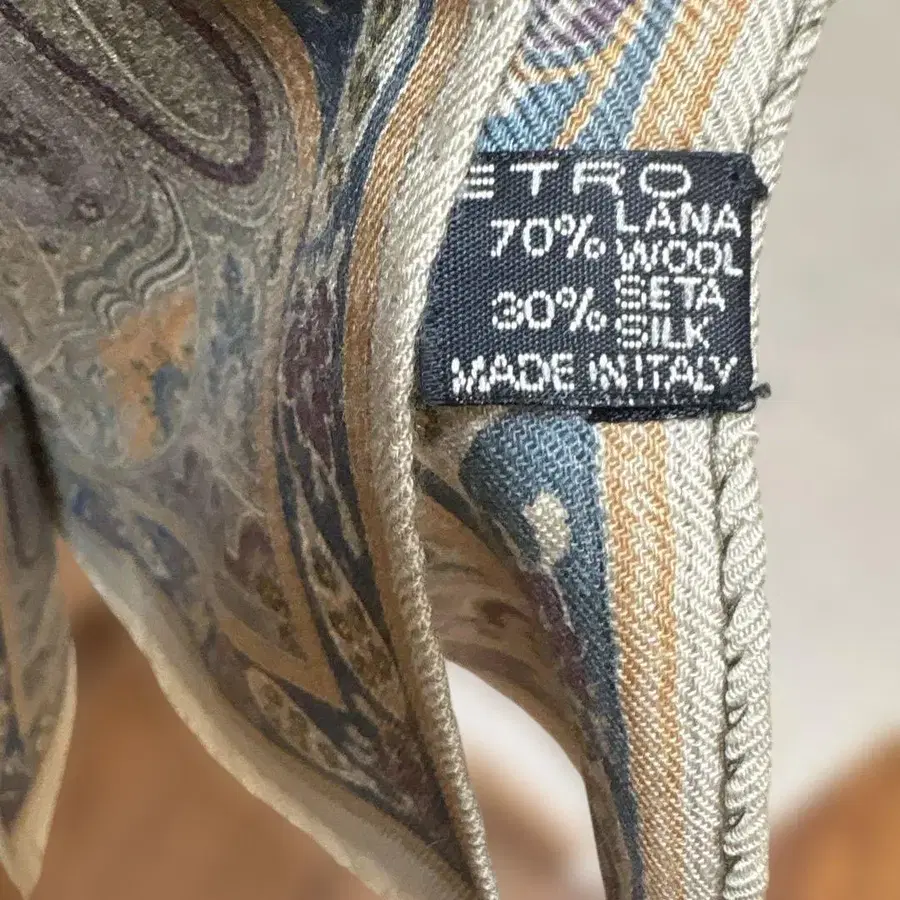 ETRO
70% LANA
WOOL
30% SETA
SILK
MADE IN ITALY